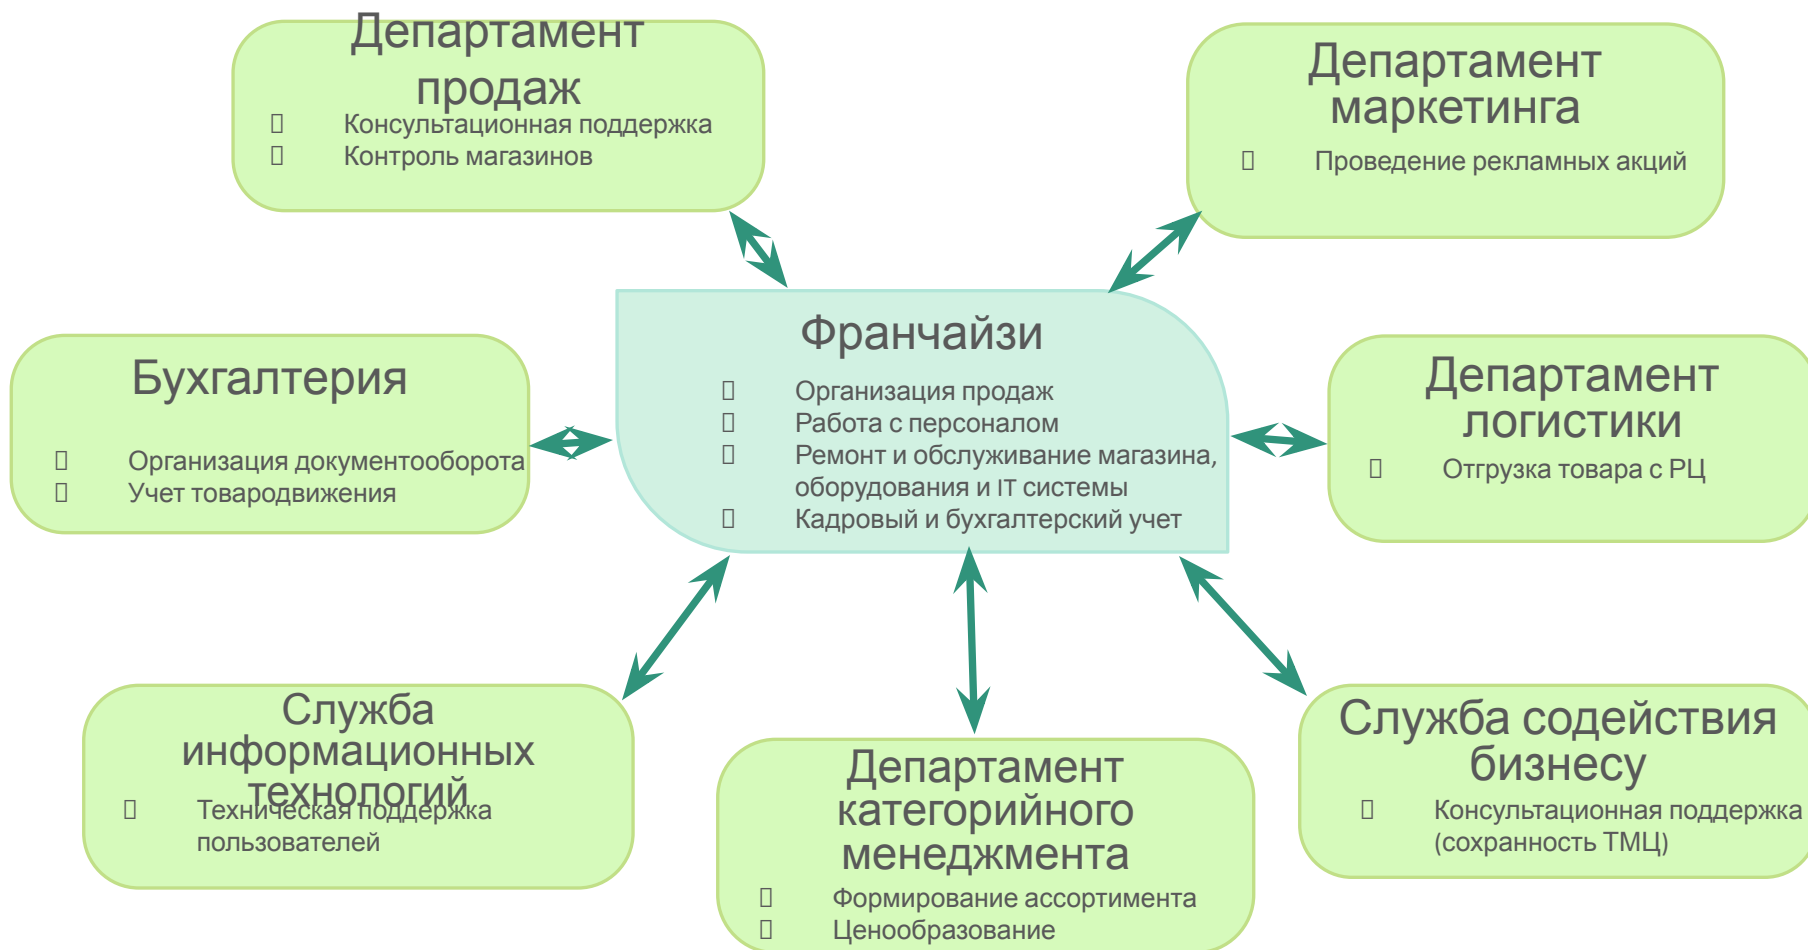 Департамент
продаж
Консультационная поддержка
Контроль магазинов
Департамент
маркетинга
Проведение рекламных акций
Франчайзи
Организация продаж
Работа с персоналом
Ремонт и обслуживание магазина,
оборудования и IT системы
Кадровый и бухгалтерский учет
Бухгалтерия
Организация документооборота
Учет товародвижения
Департамент
логистики
Отгрузка товара с РЦ
Служба
информационных
технологий
Техническая поддержка
пользователей
Департамент
категорийного
менеджмента
Формирование ассортимента
Ценообразование
Служба содействия
бизнесу
Консультационная поддержка
(сохранность ТМЦ)